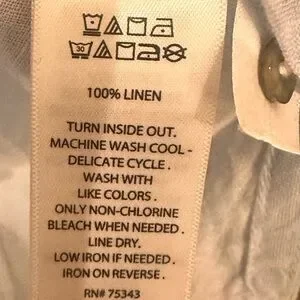 30
100% LINEN
TURN INSIDE OUT.
MACHINE WASH COOL -
DELICATE CYCLE.
WASH WITH
LIKE COLORS.
ONLY NON-CHLORINE
BLEACH WHEN NEEDED.
LINE DRY.
LOW IRON IF NEEDED.
IRON ON REVERSE.
RN# 75343